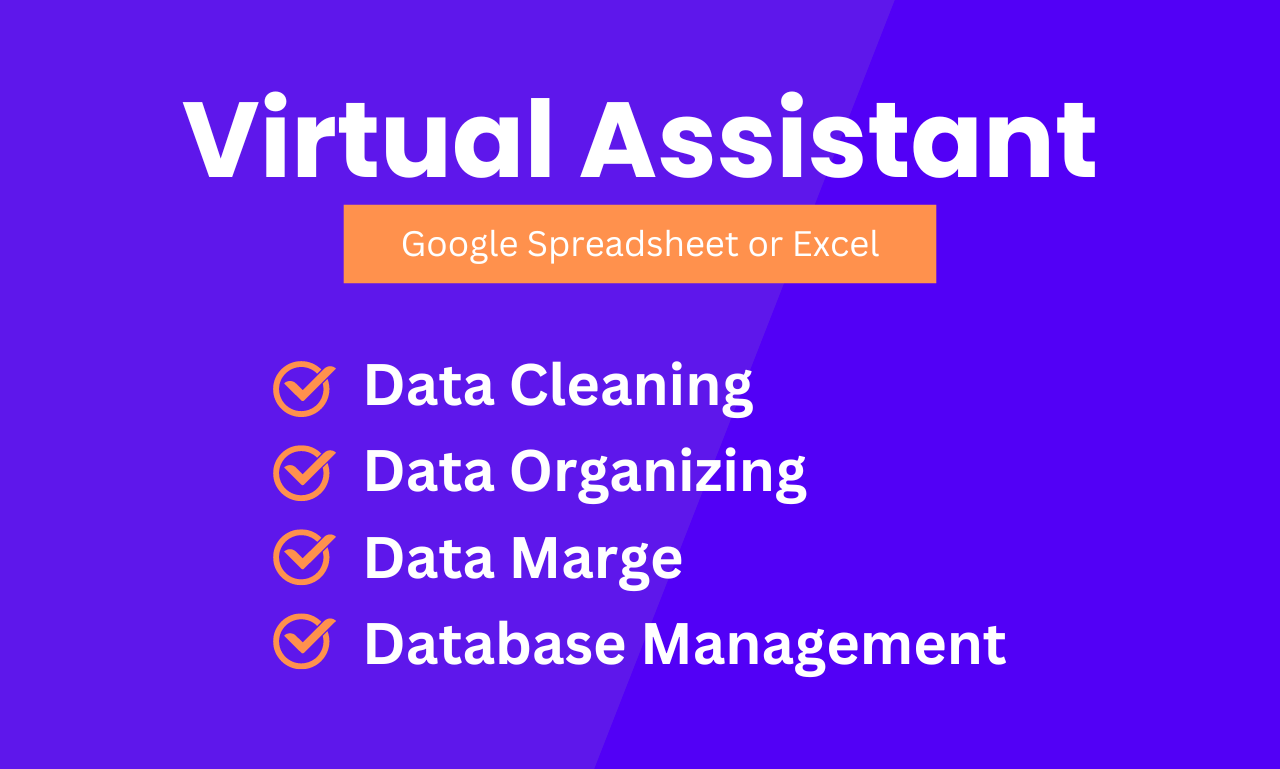 Virtual Assistant
Google Spreadsheet or Excel
Data Cleaning
Data Organizing
Data Marge
Database Management